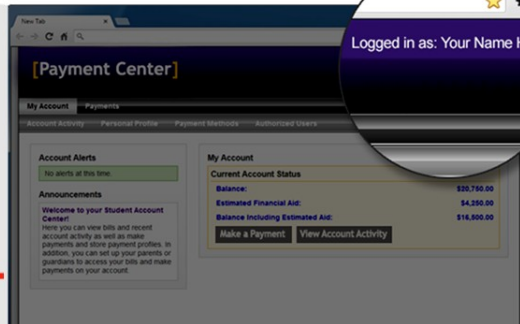 New Tab
Logged in as: Your Name H
[Payment Center]
My Account Payments
Account Activity Personal Profile Payment Methods Authorized Users
Account Alerts
No alerts at this time.
Announcements
Welcome to your Student Account
Center!
Here you can view bills and recent
account activity as well as make
payments and store payment profiles. In
addition, you can set up your parents or
guardians to access your bills and make
payments on your account.
My Account
Current Account Status
Balance: $20,750.00
Estimated Financial Aid: $4,250.00
Balance Including Estimated Aid: $16,500.00
Make a Payment View Account Activity